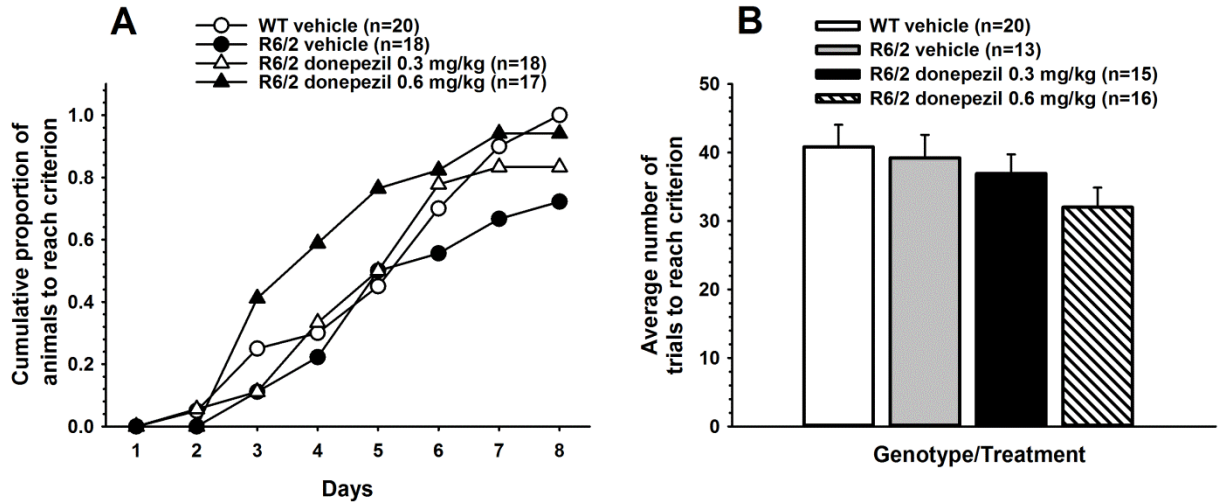 A
WT vehicle (n=20)
R6/2 vehicle (n=18)
R6/2 donepezil 0.3 mg/kg (n=18)
R6/2 donepezil 0.6 mg/kg (n=17)
Cumulative proportion of
animals to reach criterion
1.0
0.8
0.6
0.4
0.2
0.0
1 2 3 4 5 6 7 8
Days
B
WT vehicle (n=20)
R6/2 vehicle (n=13)
R6/2 donepezil 0.3 mg/kg (n=15)
R6/2 donepezil 0.6 mg/kg (n=16)
Average number of
trials to reach criterion
50
40
30
20
10
0
Genotype/Treatment